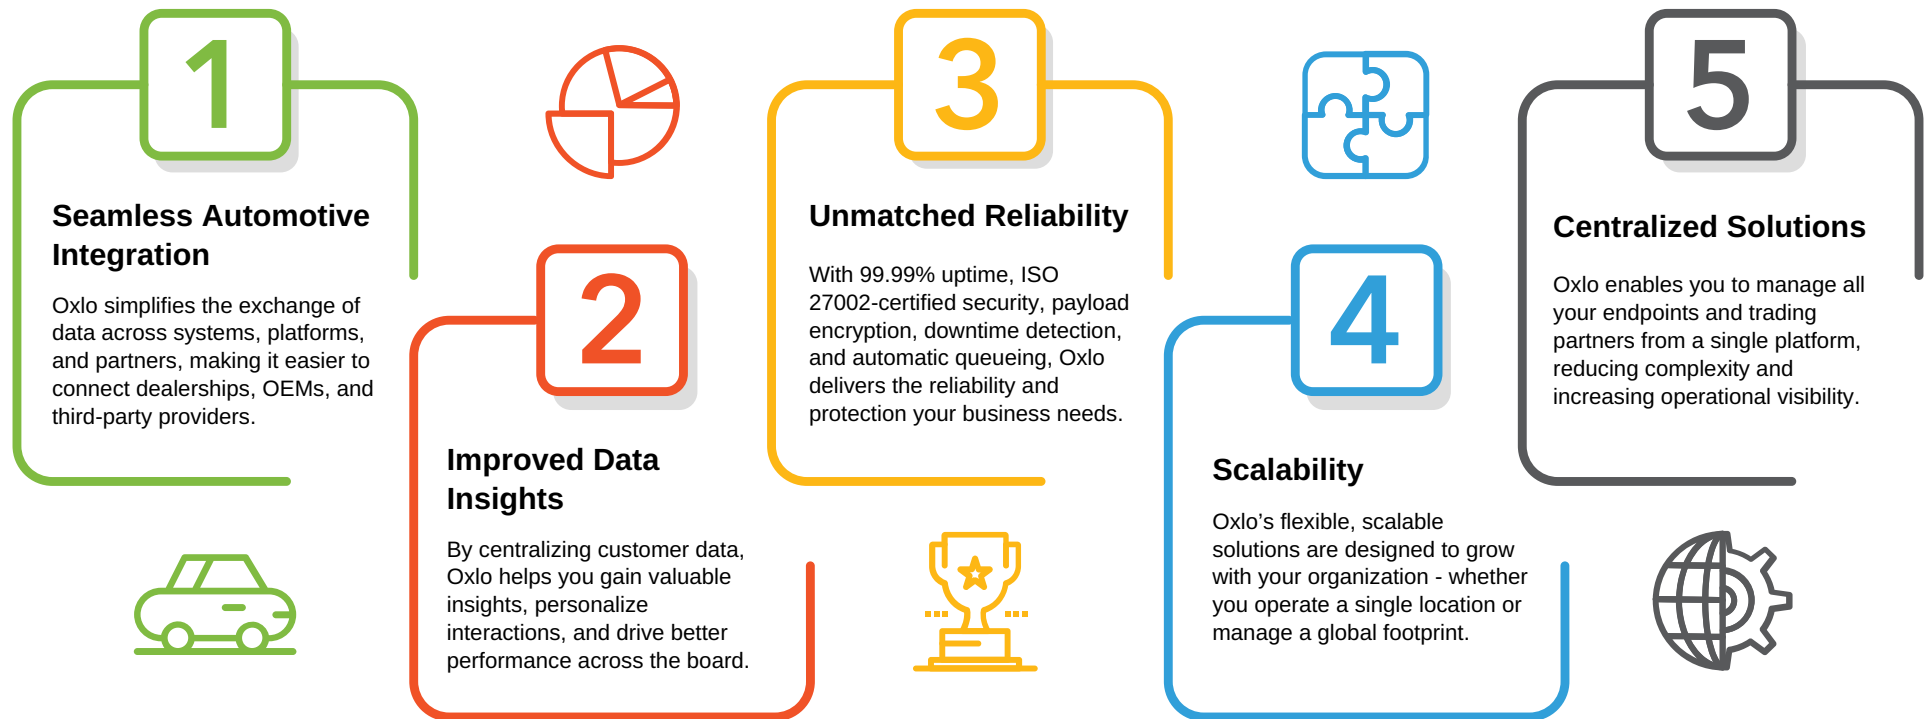 1
Seamless Automotive
Integration
Oxlo simplifies the exchange of
data across systems, platforms,
and partners, making it easier to
connect dealerships, OEMs, and
third-party providers.
2
Improved Data
Insights
By centralizing customer data,
Oxlo helps you gain valuable
insights, personalize
interactions, and drive better
performance across the board.
3
Unmatched Reliability
With 99.99% uptime, ISO
27002-certified security, payload
encryption, downtime detection,
and automatic queueing, Oxlo
delivers the reliability and
protection your business needs.
4
Scalability
Oxlo’s flexible, scalable
solutions are designed to grow
with your organization - whether
you operate a single location or
manage a global footprint.
5
Centralized Solutions
Oxlo enables you to manage all
your endpoints and trading
partners from a single platform,
reducing complexity and
increasing operational visibility.